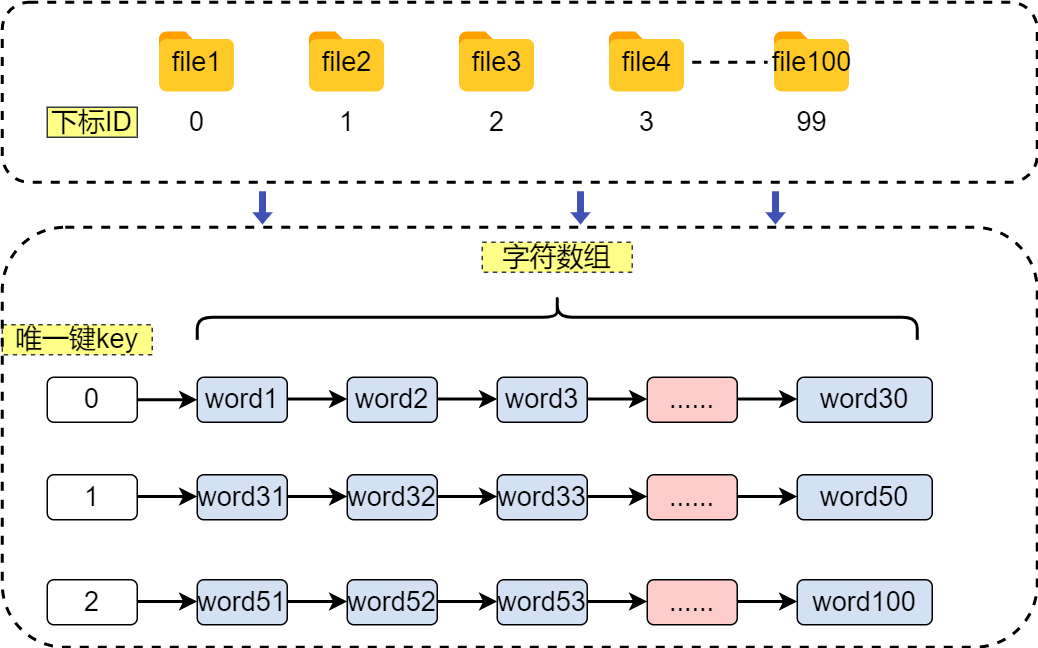 file1 file2 file3 file4 file100
下标ID 0 1 2 3 99
字符数组
唯一键key
0 word1 word2 word3 ...... word30
1 word31 word32 word33 ...... word50
2 word51 word52 word53 ...... word100